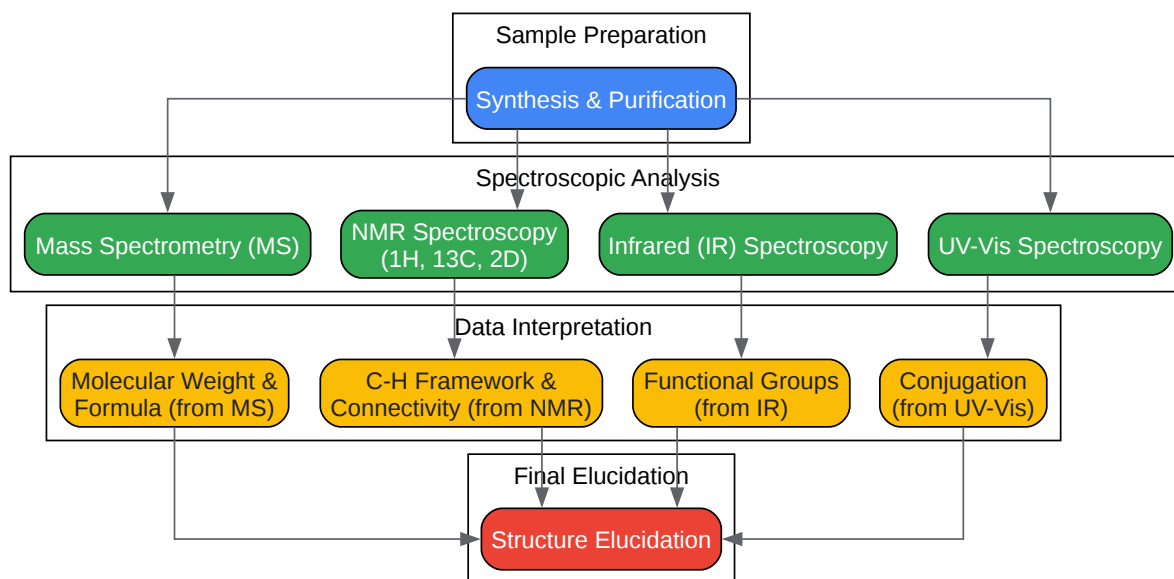 Sample Preparation
Synthesis & Purification
Spectroscopic Analysis
Mass Spectrometry (MS)
NMR Spectroscopy
(1H, 13C, 2D)
Infrared (IR) Spectroscopy
UV-Vis Spectroscopy
Data Interpretation
Molecular Weight &
Formula (from MS)
C-H Framework &
Connectivity (from NMR)
Functional Groups
(from IR)
Conjugation
(from UV-Vis)
Final Elucidation
Structure Elucidation